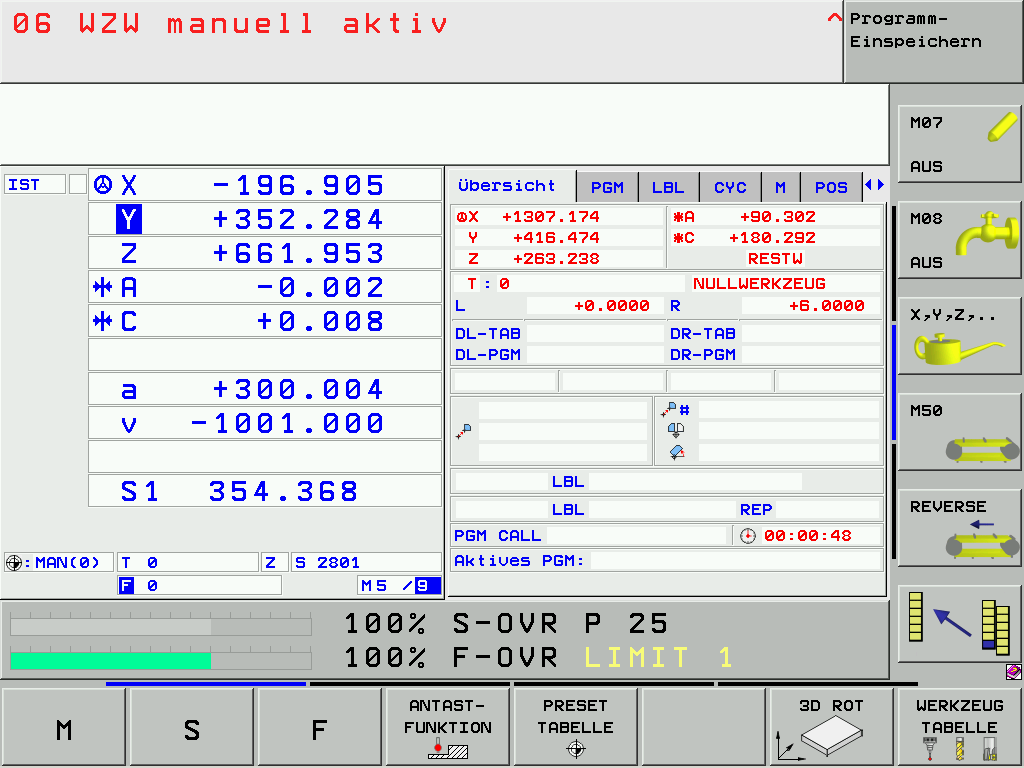 06 WZW manuell aktiv
^
Programm-
Einspeichern
M07
AUS
M08
AUS
X,Y,Z,..
M50
REVERSE
IST
X -196.905
Y +352.284
Z +661.953
A -0.002
C +0.008
a +300.004
v -1001.000
S1 354.368
:MAN(0) T 0 Z S 2801
F 0 M5 /9
Übersicht PGM LBL CYC M POS
X +1307.174 *A +90.302
Y +416.474 *C +180.292
Z +263.238 RESTW
T : 0 NULLWERKZEUG
L +0.0000 R +6.0000
DL-TAB DR-TAB
DL-PGM DR-PGM
#
LBL
LBL REP
PGM CALL 00:00:48
Aktives PGM:
100% S-OVR P 25
100% F-OVR LIMIT 1
M
S
F
ANTAST-
FUNKTION
PRESET
TABELLE
3D ROT
WERKZEUG
TABELLE